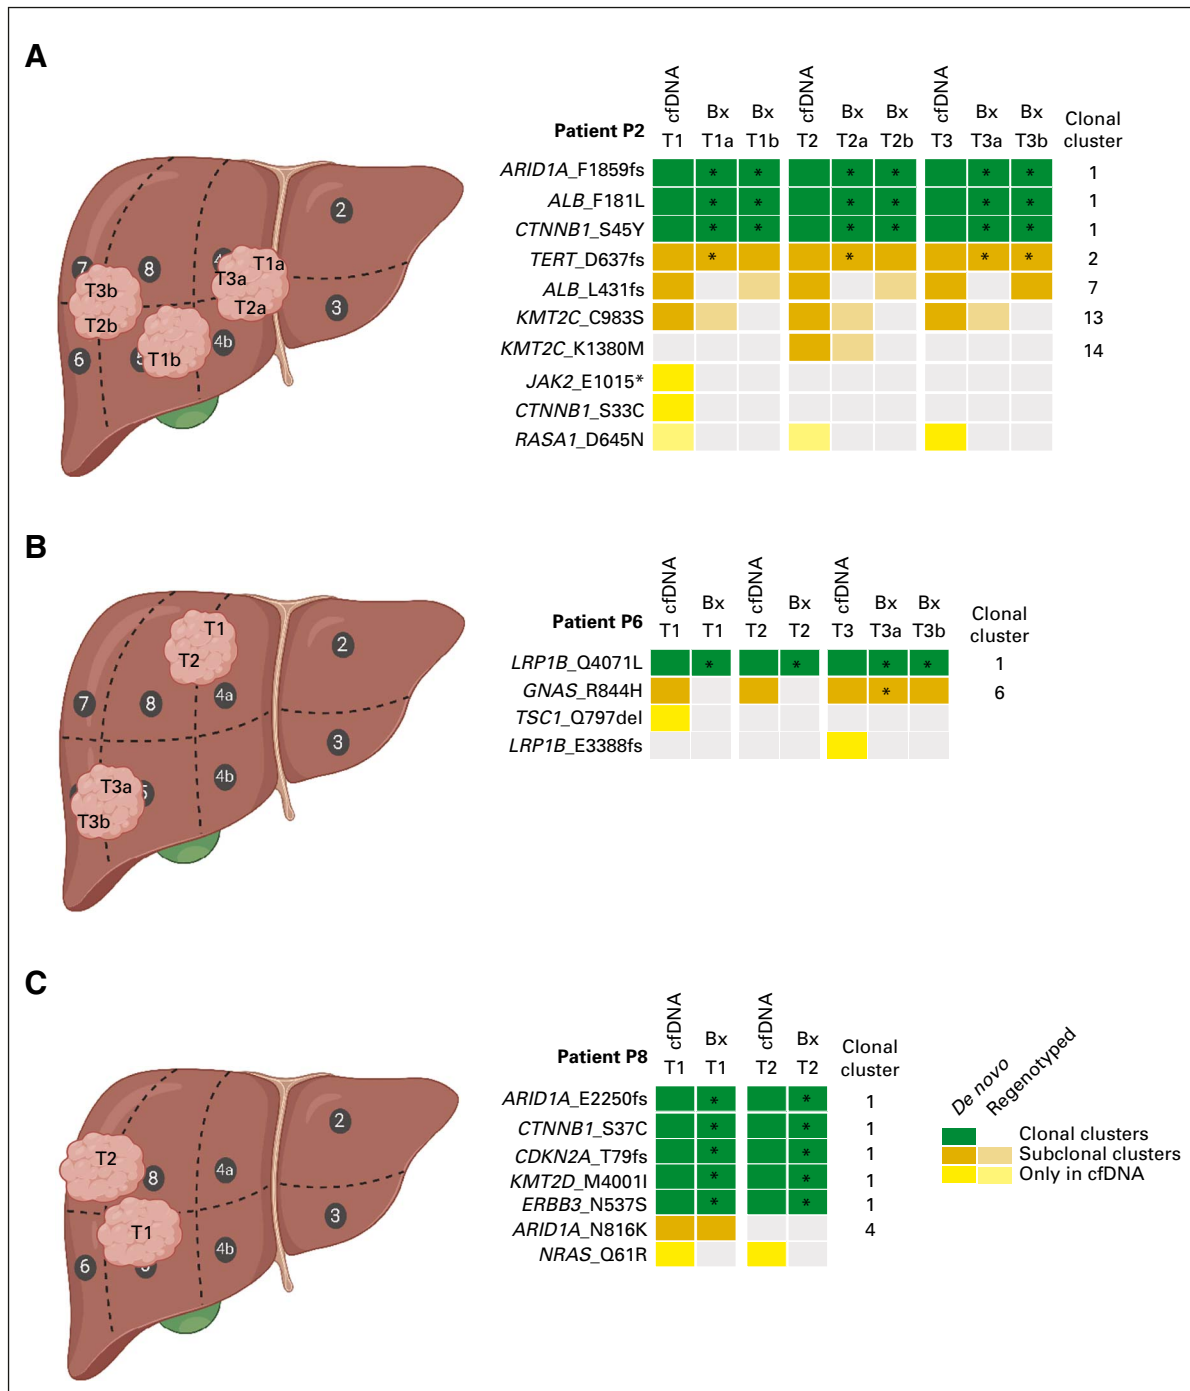 A
cfDNA
cfDNA
cfDNA
Bx Bx Bx Bx Bx Bx
Clonal
cluster
Patient P2 T1 T1a T1b T2 T2a T2b T3 T3a T3b
ARID1A_F1859fs * * * * * * 1
ALB_F181L * * * * * * 1
CTNNB1_S45Y * * * * * * 1
TERT_D637fs * * * * 2
ALB_L431fs 7
KMT2C_C983S 13
KMT2C_K1380M 14
JAK2_E1015*
CTNNB1_S33C
RASA1_D645N
2
7 8 4 T1a
T3a
T3b T2a 3
T2b
4b
6 5 T1b
B
cfDNA
cfDNA
cfDNA
Bx Bx Bx Bx
Clonal
cluster
Patient P6 T1 T1 T2 T2 T3 T3a T3b
LRP1B_Q4071L * * * * 1
GNAS_R844H * 6
TSC1_Q797del
LRP1B_E3388fs
T1
T2 2
7 8 4a
3
4b
T3a 5
T3b
C
cfDNA
cfDNA
Bx Bx
Clonal
cluster
Patient P8 T1 T1 T2 T2
ARID1A_E2250fs * * 1
CTNNB1_S37C * * 1
CDKN2A_T79fs * * 1
KMT2D_M4001I * * 1
ERBB3_N537S * * 1
ARID1A_N816K 4
NRAS_Q61R
2
T2
8 4a
3
T1
4b
6 5
De novo
Regenotyped
Clonal clusters
Subclonal clusters
Only in cfDNA